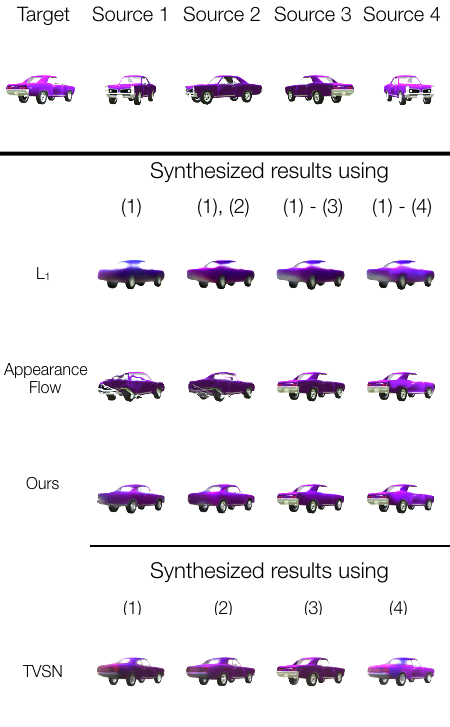 Target Source 1 Source 2 Source 3 Source 4
Synthesized results using
(1) (1), (2) (1) - (3) (1) - (4)
L₁
Appearance
Flow
Ours
Synthesized results using
(1) (2) (3) (4)
TVSN